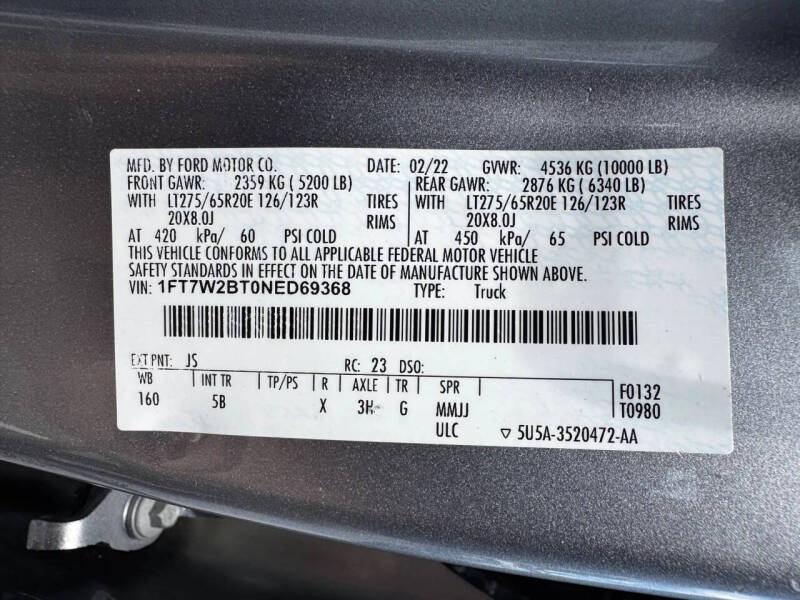 MFD. BY FORD MOTOR CO. DATE: 02/22 GVWR: 4536 KG (10000 LB)
FRONT GAWR: 2359 KG ( 5200 LB) REAR GAWR: 2876 KG ( 6340 LB)
WITH LT275/65R20E 126/123R TIRES WITH LT275/65R20E 126/123R TIRES
20X8.0J RIMS 20X8.0J RIMS
AT 420 kPa/ 60 PSI COLD AT 450 kPa/ 65 PSI COLD
THIS VEHICLE CONFORMS TO ALL APPLICABLE FEDERAL MOTOR VEHICLE
SAFETY STANDARDS IN EFFECT ON THE DATE OF MANUFACTURE SHOWN ABOVE.
VIN: 1FT7W2BT0NED69368 TYPE: Truck
EXT PNT: JS RC: 23 DSO:
WB INT TR TP/PS R AXLE TR SPR F0132
160 5B X 3H G MMJJ T0980
ULC ▽ 5U5A-3520472-AA